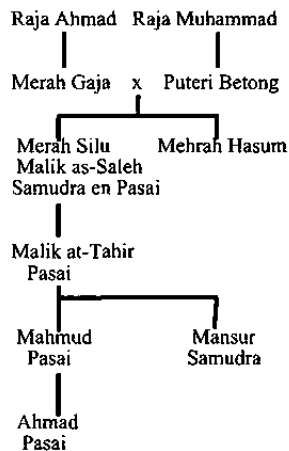 Raja Ahmad Raja Muhammad
Merah Gaja x Puteri Betong
Merah Silu Mehrah Hasum
Malik as-Saleh
Samudra en Pasai
Malik at-Tahir
Pasai
Mahmud Mansur
Pasai Samudra
Ahmad
Pasai